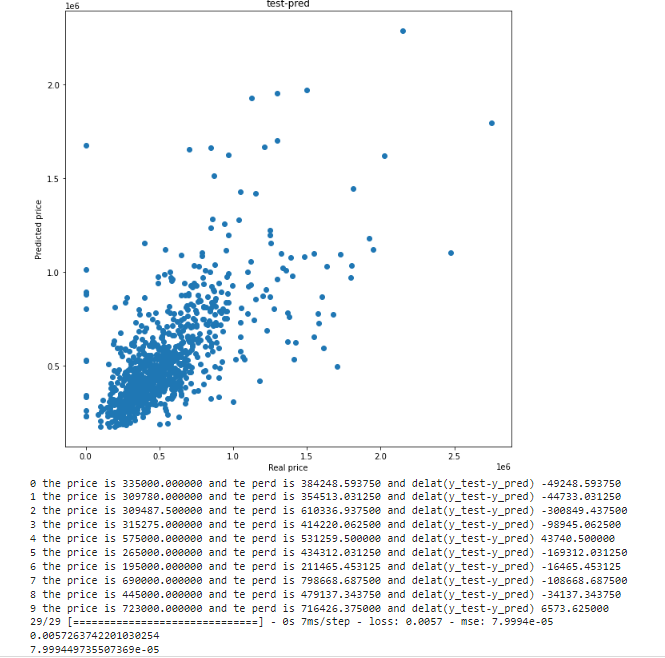 test-pred
1e6
2.0
1.5
1.0
0.5
Predicted price
0.0 0.5 1.0 1.5 2.0 2.5
Real price
1e6
0 the price is 335000.000000 and te perd is 384248.593750 and delat(y_test-y_pred) -49248.593750
1 the price is 309780.000000 and te perd is 354513.031250 and delat(y_test-y_pred) -44733.031250
2 the price is 309487.500000 and te perd is 610336.937500 and delat(y_test-y_pred) -300849.437500
3 the price is 315275.000000 and te perd is 414220.062500 and delat(y_test-y_pred) -98945.062500
4 the price is 575000.000000 and te perd is 531259.500000 and delat(y_test-y_pred) 43740.500000
5 the price is 265000.000000 and te perd is 434312.031250 and delat(y_test-y_pred) -169312.031250
6 the price is 195000.000000 and te perd is 211465.453125 and delat(y_test-y_pred) -16465.453125
7 the price is 690000.000000 and te perd is 798668.687500 and delat(y_test-y_pred) -108668.687500
8 the price is 445000.000000 and te perd is 479137.343750 and delat(y_test-y_pred) -34137.343750
9 the price is 723000.000000 and te perd is 716426.375000 and delat(y_test-y_pred) 6573.625000
29/29 [==============================] - 0s 7ms/step - loss: 0.0057 - mse: 7.9994e-05
0.0057263742201030254
7.999449735507369e-05